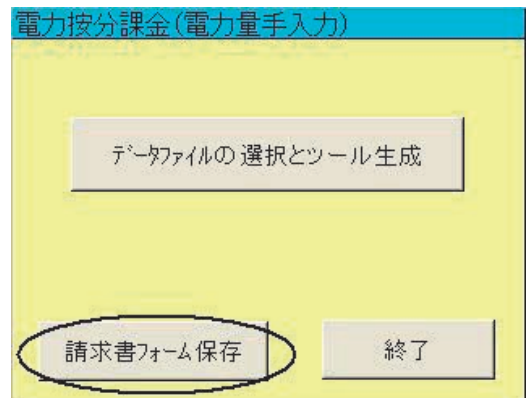 電力按分課金(電力量手入力)
ﾃﾞｰﾀﾌｧｲﾙの選択とツール生成
請求書ﾌｫｰﾑ保存
終了